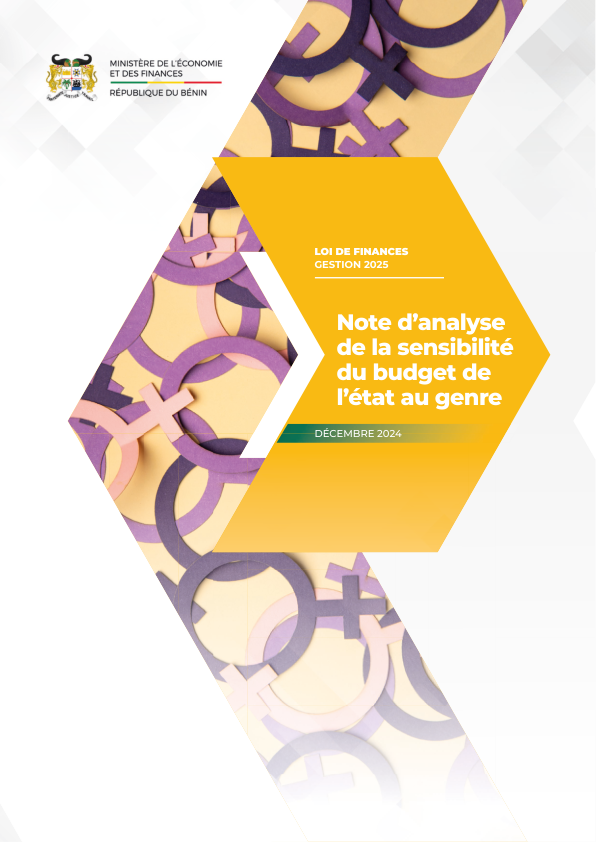 MINISTÈRE DE L'ÉCONOMIE
ET DES FINANCES
RÉPUBLIQUE DU BÉNIN
LOI DE FINANCES
GESTION 2025
Note d'analyse
de la sensibilité
du budget de
l'état au genre
DÉCEMBRE 2024